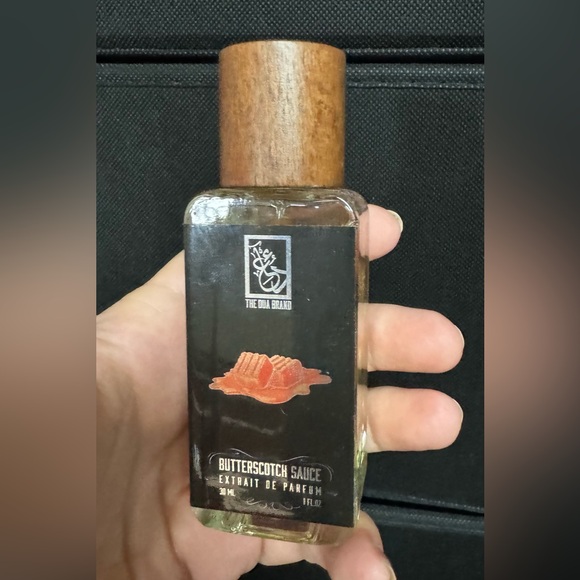 THE DUA BRAND
BUTTERSCOTCH SAUCE
EXTRAIT DE PARFUM
30 ML 1 FL.OZ